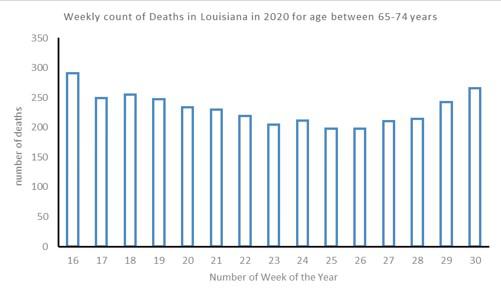 Weekly count of Deaths in Louisiana in 2020 for age between 65-74 years
350
300
250
200
150
100
50
0
number of deaths
16 17 18 19 20 21 22 23 24 25 26 27 28 29 30
Number of Week of the Year